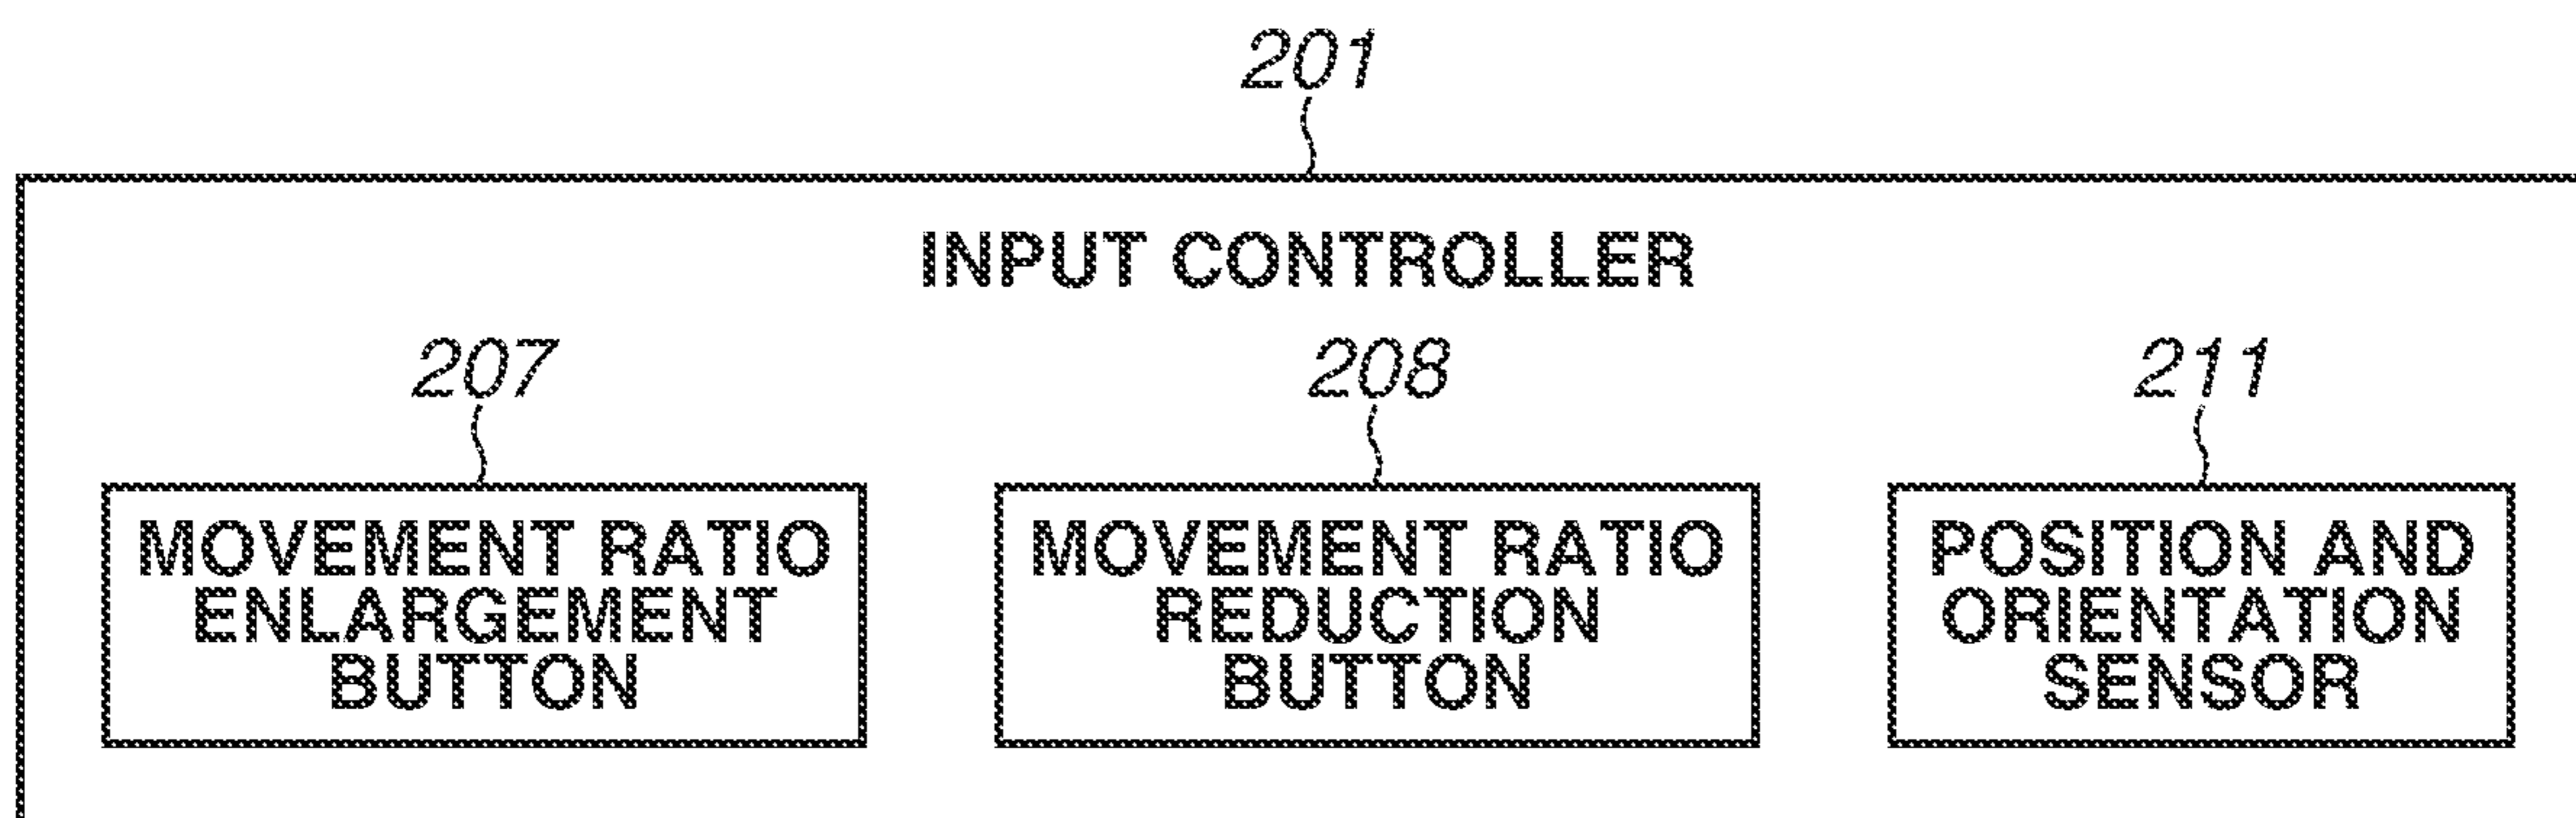 201
INPUT CONTROLLER
207
208
211
MOVEMENT RATIO
ENLARGEMENT
BUTTON
MOVEMENT RATIO
REDUCTION
BUTTON
POSITION AND
ORIENTATION
SENSOR